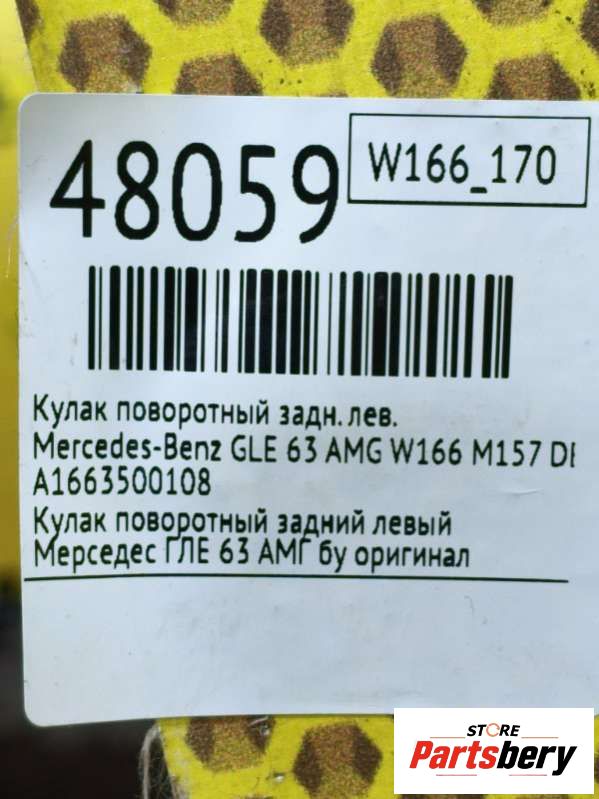 48059
W166_170
Кулак поворотный задн. лев.
Mercedes-Benz GLE 63 AMG W166 M157 DE
A1663500108
Кулак поворотный задний левый
Мерседес ГЛЕ 63 АМГ бу оригинал
STORE
Partsbery